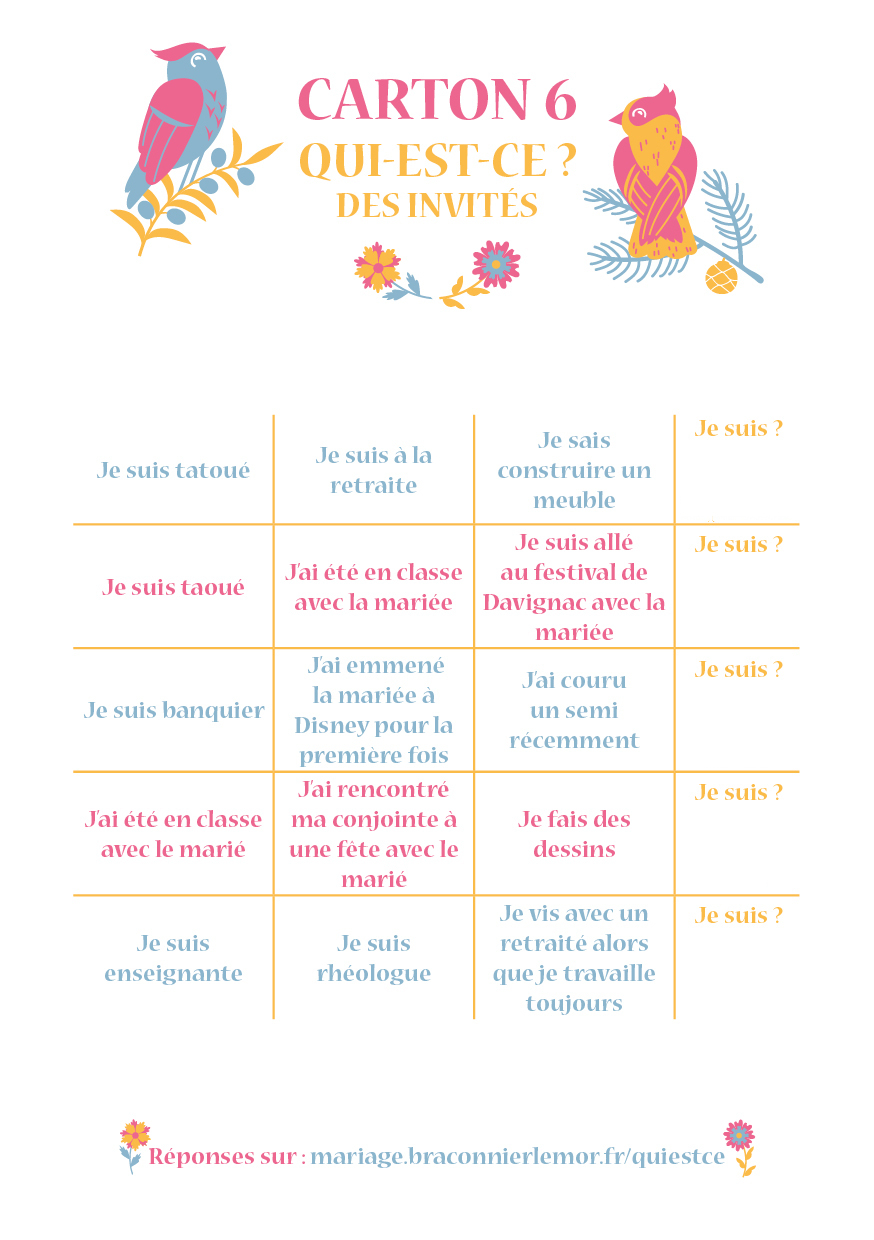 CARTON 6
QUI-EST-CE ?
DES INVITÉS
Je suis tatoué
Je suis à la
retraite
Je sais
construire un
meuble
Je suis ?
Je suis taoué
J'ai été en classe
avec la mariée
Je suis allé
au festival de
Davignac avec la
mariée
Je suis ?
Je suis banquier
J'ai emmené
la mariée à
Disney pour la
première fois
J'ai couru
un semi
récemment
Je suis ?
J'ai été en classe
avec le marié
J'ai rencontré
ma conjointe à
une fête avec le
marié
Je fais des
dessins
Je suis ?
Je suis
enseignante
Je suis
rhéologue
Je vis avec un
retraité alors
que je travaille
toujours
Je suis ?
Réponses sur : mariage.braconnierlemor.fr/quiestce